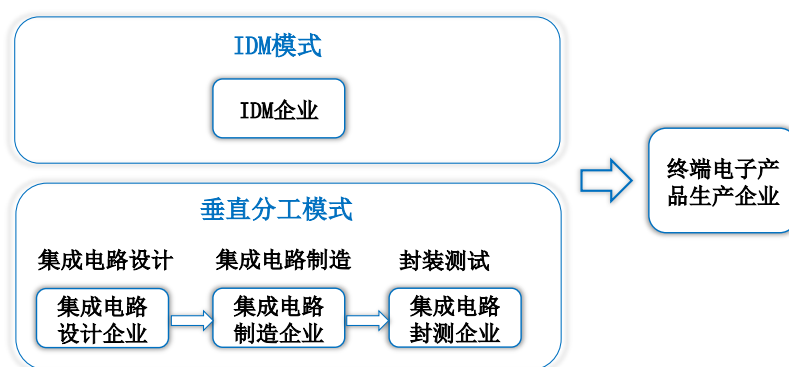 IDM模式
IDM企业
终端电子产
品生产企业
垂直分工模式
集成电路设计
集成电路制造
封装测试
集成电路
设计企业
集成电路
制造企业
集成电路
封测企业